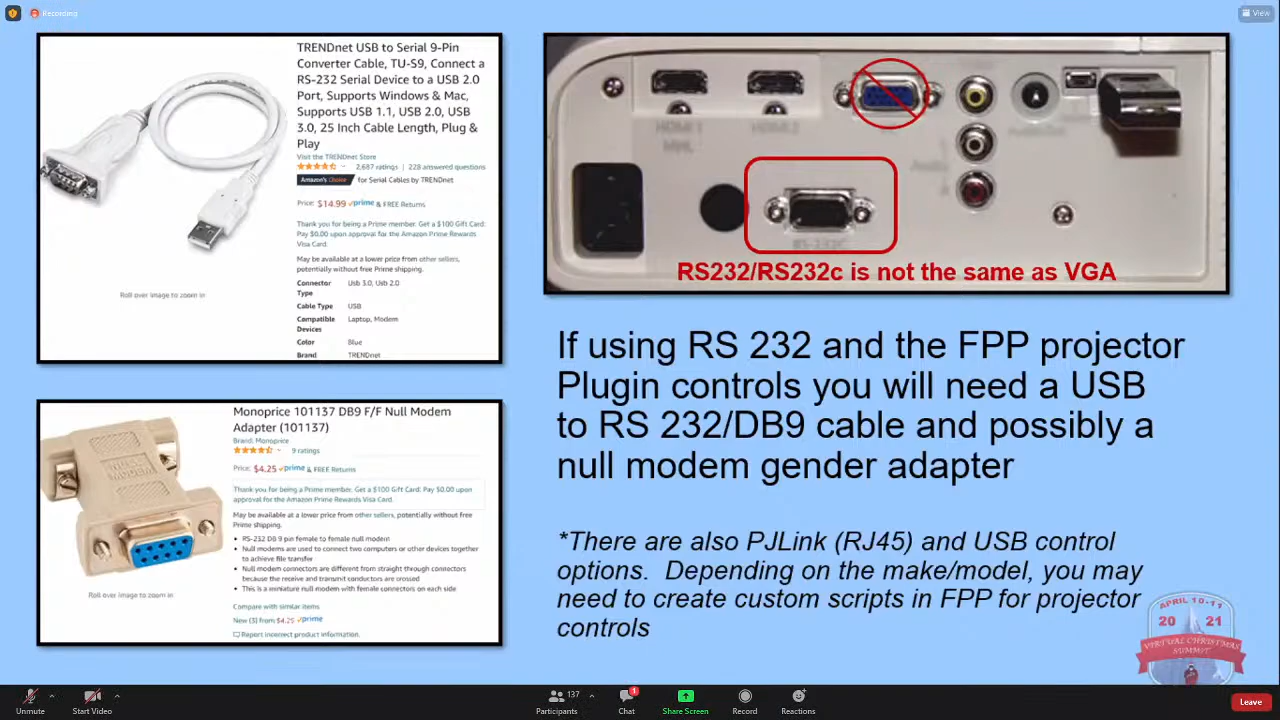 Recording
View
TRENDnet USB to Serial 9-Pin
Converter Cable, TU-S9, Connect a
RS-232 Serial Device to a USB 2.0
Port, Supports Windows & Mac,
Supports USB 1.1, USB 2.0, USB
3.0, 25 Inch Cable Length, Plug &
Play
Visit the TRENDnet Store
2,687 ratings | 228 answered questions
Amazon's Choice for Serial Cables by TRENDnet
Price: $14.99 prime & FREE Returns
Thank you for being a Prime member. Get a $100 Gift Card:
Pay $0.00 upon approval for the Amazon Prime Rewards
Visa Card.
May be available at a lower price from other sellers,
potentially without free Prime shipping.
Connector Usb 3.0, Usb 2.0
Type
Cable Type USB
Compatible Laptop, Modem
Devices
Color Blue
Brand TRENDnet
Roll over image to zoom in
HDMI 1
HDMI 2
MHL
RS-232C
RS232/RS232c is not the same as VGA
If using RS 232 and the FPP projector
Plugin controls you will need a USB
to RS 232/DB9 cable and possibly a
null modem gender adapter
*There are also PJLink (RJ45) and USB control
options. Depending on the make/model, you may
need to create custom scripts in FPP for projector
controls
Monoprice 101137 DB9 F/F Null Modem
Adapter (101137)
Brand: Monoprice
9 ratings
Price: $4.25 prime & FREE Returns
Thank you for being a Prime member. Get a $100 Gift Card: Pay $0.00 upon
approval for the Amazon Prime Rewards Visa Card.
May be available at a lower price from other sellers, potentially without free
Prime shipping.
• RS-232 DB 9 pin female to female null modem
• Null modems are used to connect two computers or other devices together
to achieve file transfer
• Null modem connectors are different from straight through connectors
because the receive and transmit conductors are crossed
• This is a miniature null modem with female connectors on each side
Compare with similar items
New (3) from $4.25 prime
Report incorrect product information.
Roll over image to zoom in
APRIL 10-11
20 21
VIRTUAL CHRISTMAS
SUMMIT
Unmute
Start Video
137
Participants
1
Chat
Share Screen
Record
Reactions
Leave